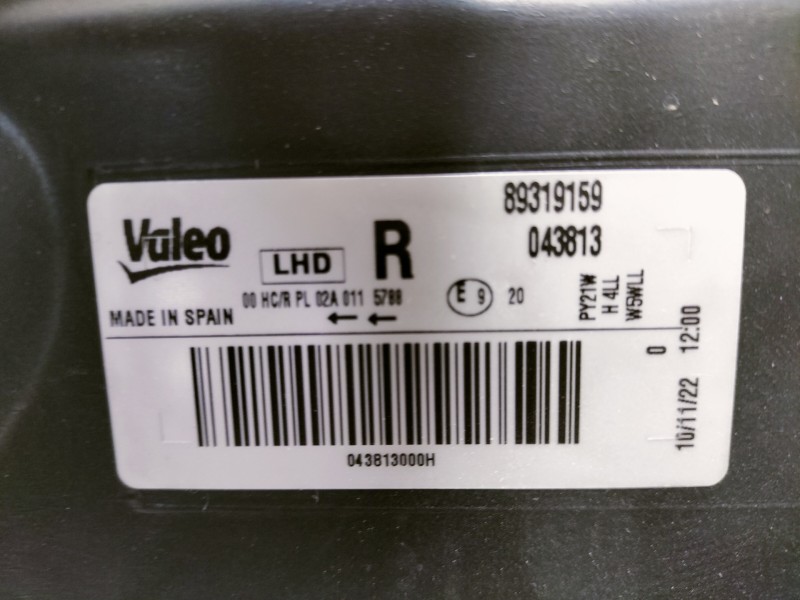 89319159
Valeo
LHD
R
043813
00 HC/R PL 02A 011 5788
E 9 20
MADE IN SPAIN
← ←
PY21W
H 4LL
W5WLL
0
10/11/22 12:00
043813000H